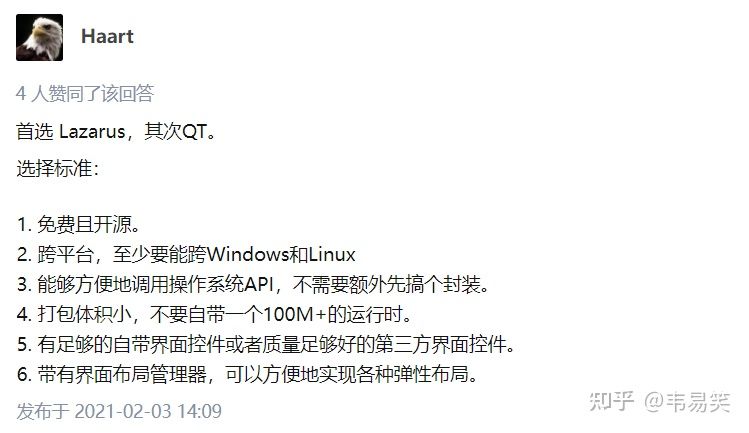 Haart
4 人赞同了该回答
首选 Lazarus，其次QT。
选择标准：
1. 免费且开源。
2. 跨平台，至少要能跨Windows和Linux
3. 能够方便地调用操作系统API，不需要额外先搞个封装。
4. 打包体积小，不要自带一个100M+的运行时。
5. 有足够的自带界面控件或者质量足够好的第三方界面控件。
6. 带有界面布局管理器，可以方便地实现各种弹性布局。
发布于 2021-02-03 14:09
知乎 @韦易笑